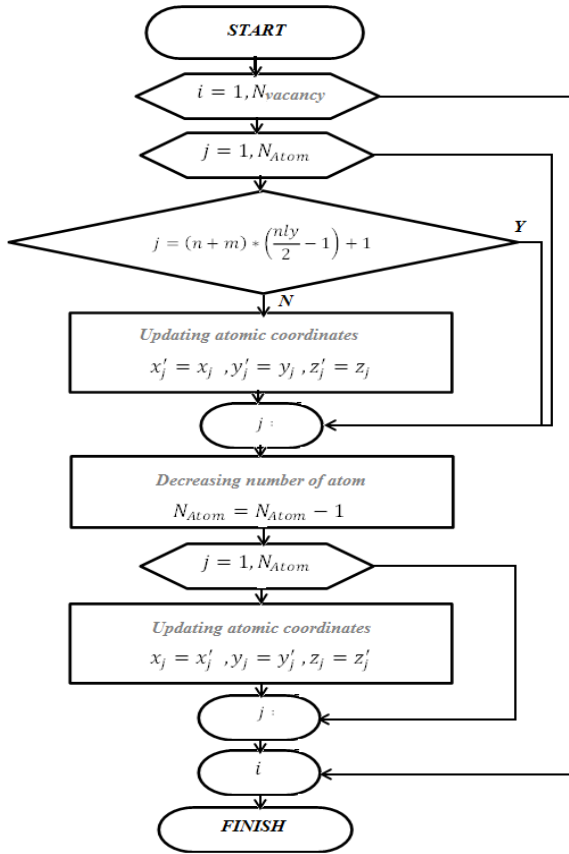 START
i = 1, N_vacancy
j = 1, N_Atom
j = (n + m) * (nly/2 − 1) + 1
Y
N
Updating atomic coordinates
x′_j = x_j , y′_j = y_j , z′_j = z_j
j :
Decreasing number of atom
N_Atom = N_Atom − 1
j = 1, N_Atom
Updating atomic coordinates
x_j = x′_j , y_j = y′_j , z_j = z′_j
j :
i
FINISH